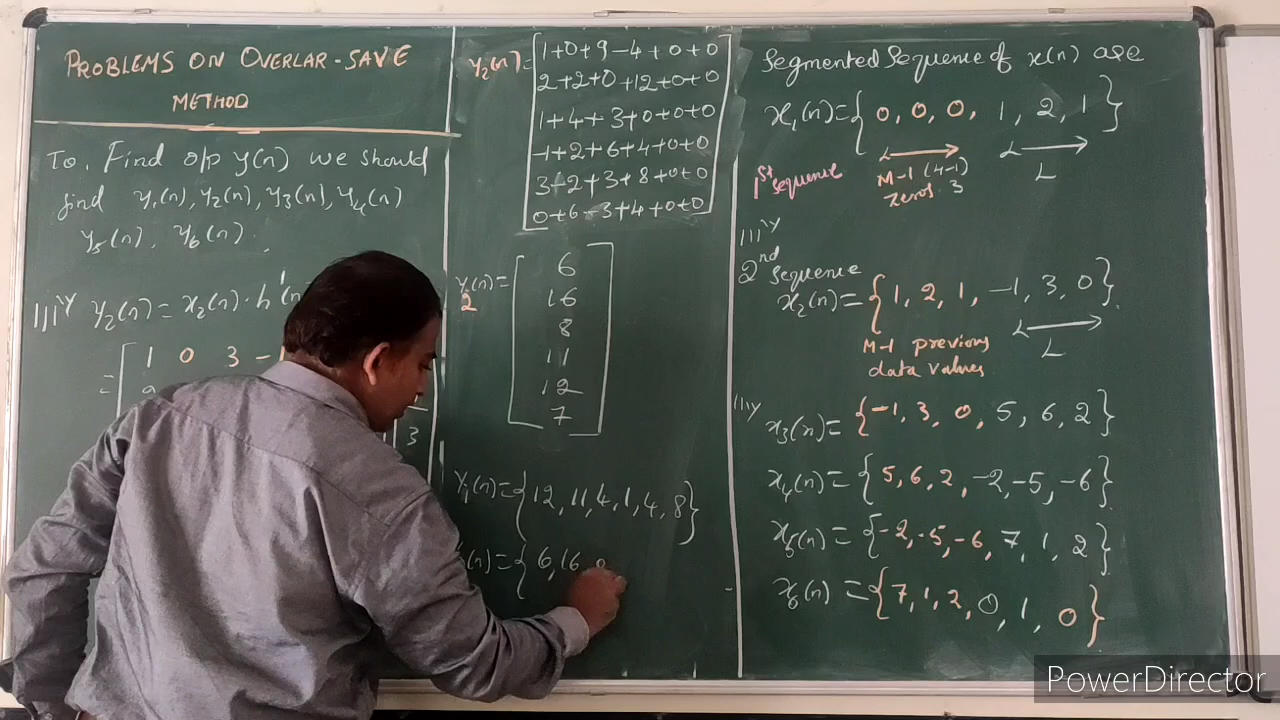 PROBLEMS ON OVERLAR-SAVE
METHOD
To. Find o/p y(n) we should
find y₁(n), y₂(n), y₃(n), y₄(n)
y₅(n), y₆(n).
|||ly y₂(n) = x₂(n) · h'(n
= [1 0 3 -1
3
y₂(n) = [1+0+9-4+0+0
2+2+0+12+0+0
1+4+3+0+0+0
-1+2+6+4+0+0
3-2+3+8+0+0
0+6-3+4+0+0]
y₂(n) = [6
16
8
11
12
7]
y₁(n) = {12, 11, 4, 1, 4, 8}
(n) = {6, 16
Segmented Sequence of x(n) are
x₁(n) = {0, 0, 0, 1, 2, 1}
1st sequence
M-1 (4-1)
zeros. 3
L
|||ly
2nd sequence
x₂(n) = {1, 2, 1, -1, 3, 0}
M-1 previous
data values
L
|||ly x₃(n) = {-1, 3, 0, 5, 6, 2}
x₄(n) = {5, 6, 2, -2, -5, -6}
x₅(n) = {-2, -5, -6, 7, 1, 2}
x₆(n) = {7, 1, 2, 0, 1, 0}
PowerDirector